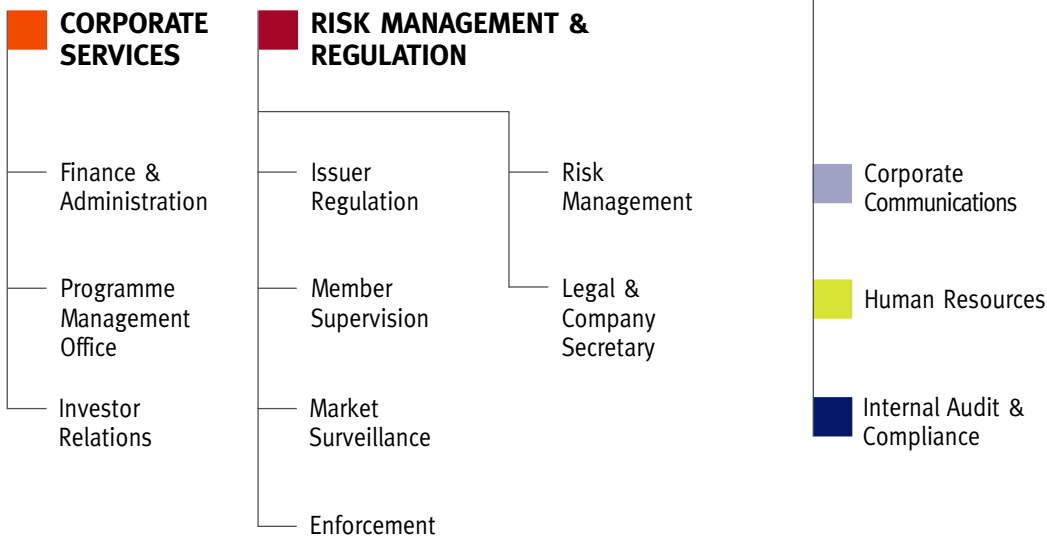 CORPORATE
SERVICES
Finance &
Administration
Programme
Management
Office
Investor
Relations
RISK MANAGEMENT &
REGULATION
Issuer
Regulation
Member
Supervision
Market
Surveillance
Enforcement
Risk
Management
Legal &
Company
Secretary
Corporate
Communications
Human Resources
Internal Audit &
Compliance